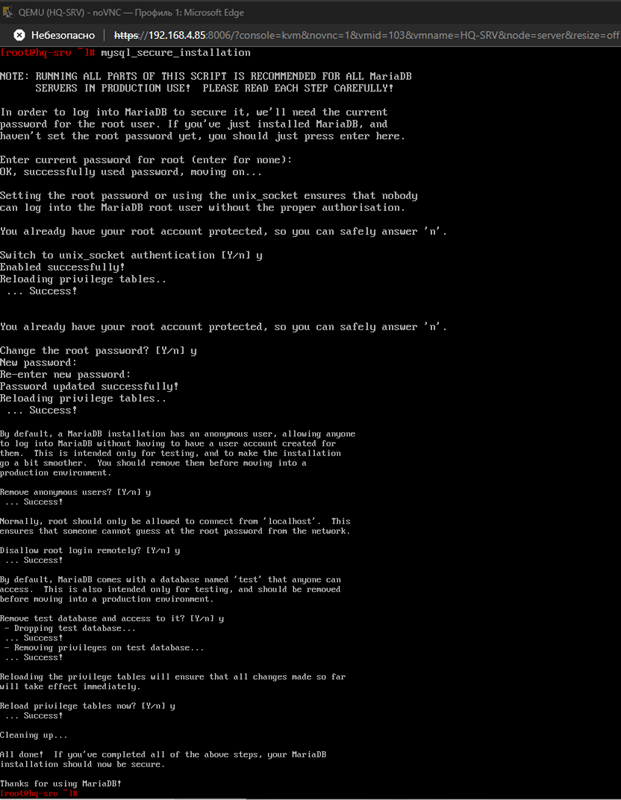 QEMU (HQ-SRV) - noVNC — Профиль 1: Microsoft Edge
Небезопасно https://192.168.4.85:8006/?console=kvm&novnc=1&vmid=103&vmname=HQ-SRV&node=server&resize=off
[root@hq-srv ~]# mysql_secure_installation
NOTE: RUNNING ALL PARTS OF THIS SCRIPT IS RECOMMENDED FOR ALL MariaDB
SERVERS IN PRODUCTION USE!  PLEASE READ EACH STEP CAREFULLY!
In order to log into MariaDB to secure it, we'll need the current
password for the root user. If you've just installed MariaDB, and
haven't set the root password yet, you should just press enter here.
Enter current password for root (enter for none):
OK, successfully used password, moving on...
Setting the root password or using the unix_socket ensures that nobody
can log into the MariaDB root user without the proper authorisation.
You already have your root account protected, so you can safely answer 'n'.
Switch to unix_socket authentication [Y/n] y
Enabled successfully!
Reloading privilege tables..
... Success!
You already have your root account protected, so you can safely answer 'n'.
Change the root password? [Y/n] y
New password:
Re-enter new password:
Password updated successfully!
Reloading privilege tables..
... Success!
By default, a MariaDB installation has an anonymous user, allowing anyone
to log into MariaDB without having to have a user account created for
them.  This is intended only for testing, and to make the installation
go a bit smoother.  You should remove them before moving into a
production environment.
Remove anonymous users? [Y/n] y
... Success!
Normally, root should only be allowed to connect from 'localhost'.  This
ensures that someone cannot guess at the root password from the network.
Disallow root login remotely? [Y/n] y
... Success!
By default, MariaDB comes with a database named 'test' that anyone can
access.  This is also intended only for testing, and should be removed
before moving into a production environment.
Remove test database and access to it? [Y/n] y
- Dropping test database...
... Success!
- Removing privileges on test database...
... Success!
Reloading the privilege tables will ensure that all changes made so far
will take effect immediately.
Reload privilege tables now? [Y/n] y
... Success!
Cleaning up...
All done!  If you've completed all of the above steps, your MariaDB
installation should now be secure.
Thanks for using MariaDB!
[root@hq-srv ~]#